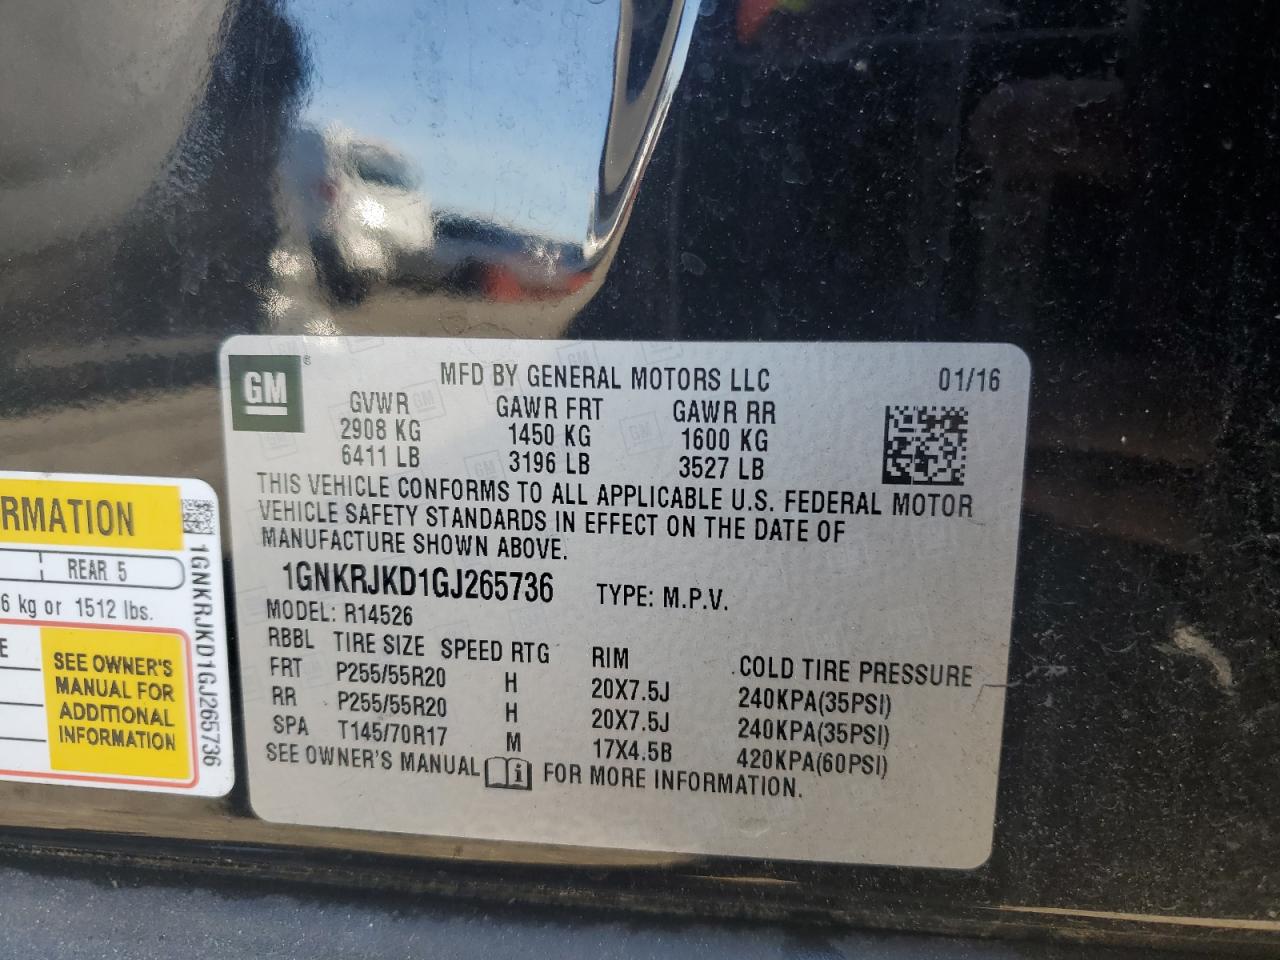 GM
MFD BY GENERAL MOTORS LLC 01/16
GVWR GAWR FRT GAWR RR
2908 KG 1450 KG 1600 KG
6411 LB 3196 LB 3527 LB
THIS VEHICLE CONFORMS TO ALL APPLICABLE U.S. FEDERAL MOTOR
VEHICLE SAFETY STANDARDS IN EFFECT ON THE DATE OF
MANUFACTURE SHOWN ABOVE.
1GNKRJKD1GJ265736 TYPE: M.P.V.
MODEL: R14526
RBBL TIRE SIZE SPEED RTG RIM COLD TIRE PRESSURE
FRT P255/55R20 H 20X7.5J 240KPA(35PSI)
RR P255/55R20 H 20X7.5J 240KPA(35PSI)
SPA T145/70R17 M 17X4.5B 420KPA(60PSI)
SEE OWNER'S MANUAL FOR MORE INFORMATION.
RMATION
REAR 5
6 kg or 1512 lbs.
E
SEE OWNER'S
MANUAL FOR
ADDITIONAL
INFORMATION
1GNKRJKD1GJ265736